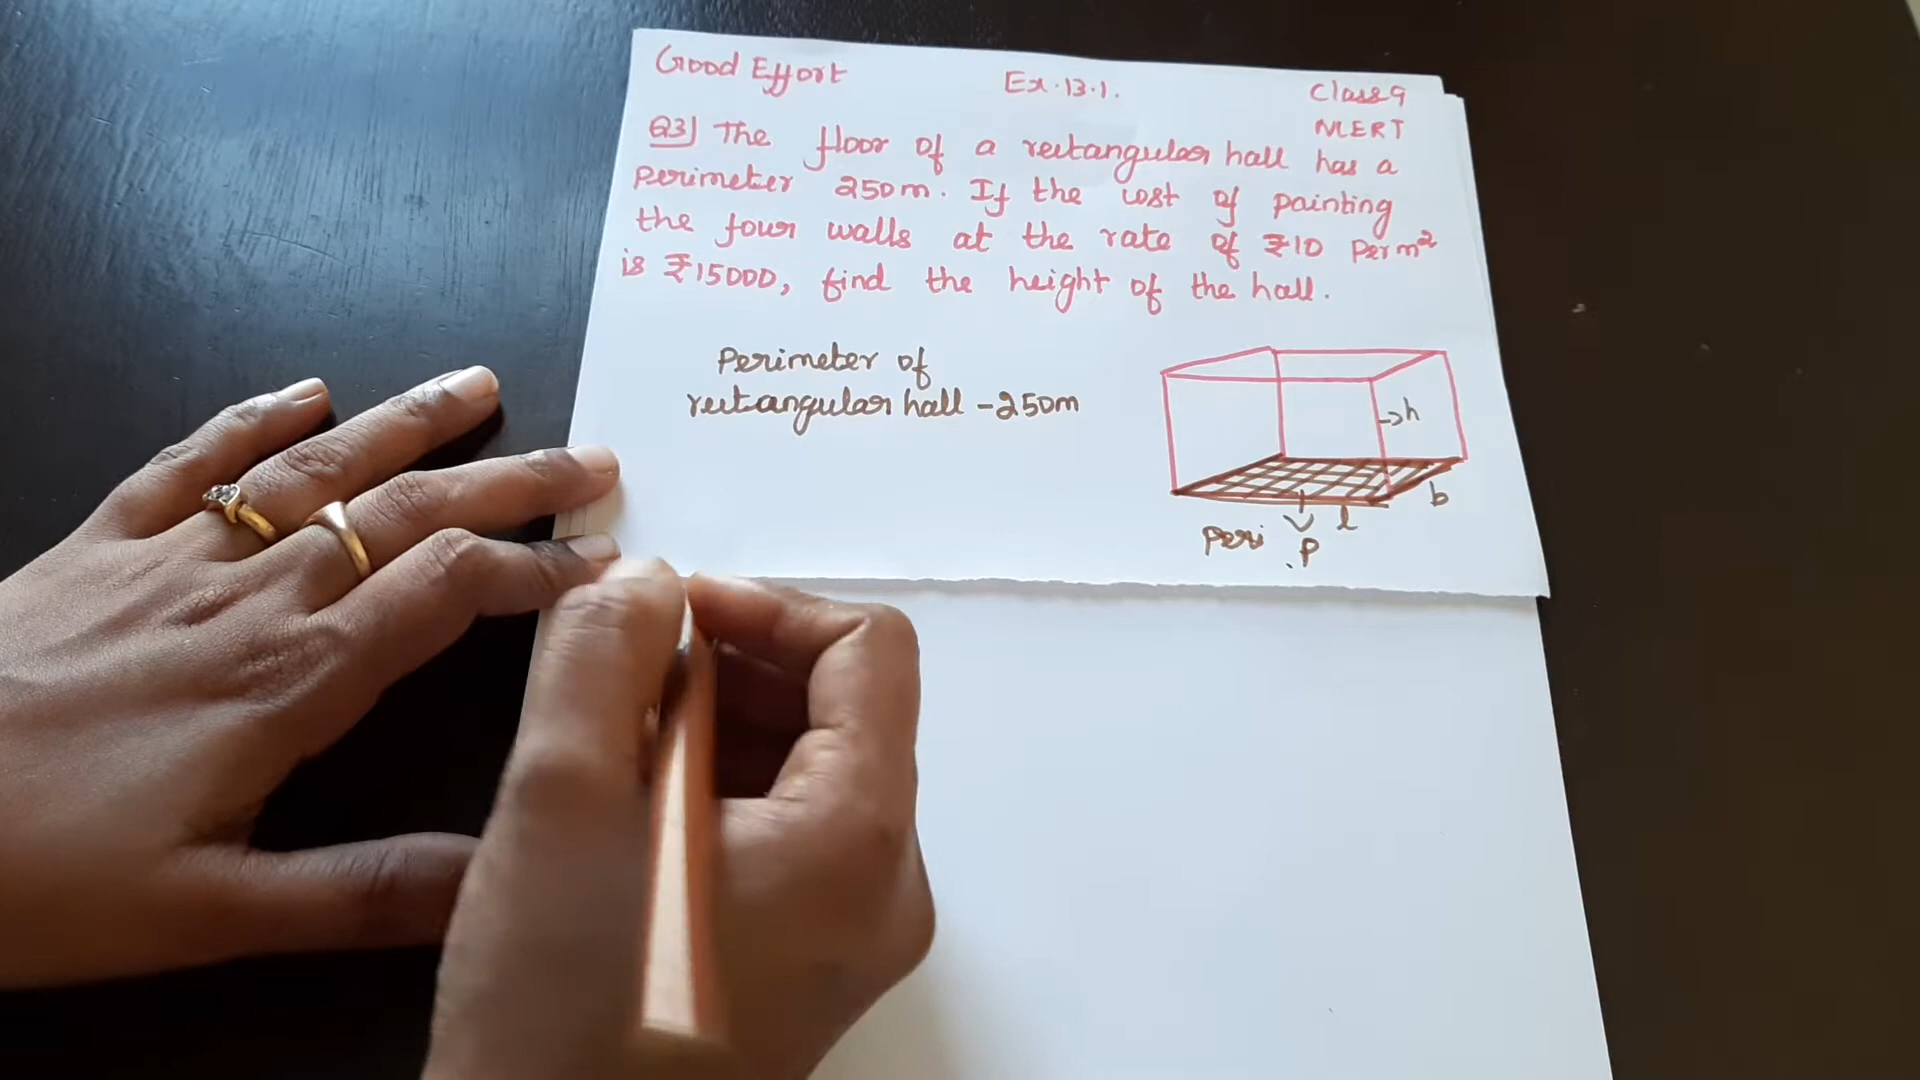 Good Effort Ex.13.1. Class 9
NCERT
Q3] The floor of a rectangular hall has a
perimeter 250m. If the cost of painting
the four walls at the rate of ₹10 per m²
is ₹15000, find the height of the hall.
Perimeter of
rectangular hall - 250m
→h
b
l
Peri P